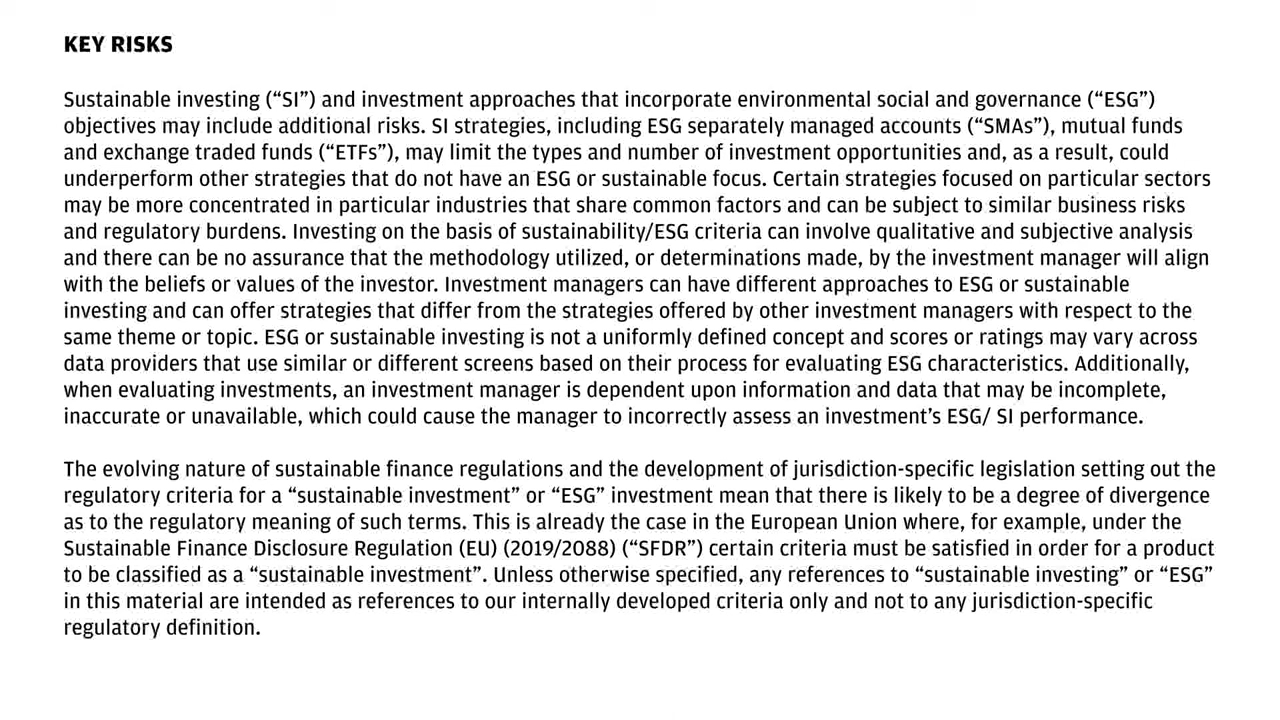 KEY RISKS
Sustainable investing (“SI”) and investment approaches that incorporate environmental social and governance (“ESG”)
objectives may include additional risks. SI strategies, including ESG separately managed accounts (“SMAs”), mutual funds
and exchange traded funds (“ETFs”), may limit the types and number of investment opportunities and, as a result, could
underperform other strategies that do not have an ESG or sustainable focus. Certain strategies focused on particular sectors
may be more concentrated in particular industries that share common factors and can be subject to similar business risks
and regulatory burdens. Investing on the basis of sustainability/ESG criteria can involve qualitative and subjective analysis
and there can be no assurance that the methodology utilized, or determinations made, by the investment manager will align
with the beliefs or values of the investor. Investment managers can have different approaches to ESG or sustainable
investing and can offer strategies that differ from the strategies offered by other investment managers with respect to the
same theme or topic. ESG or sustainable investing is not a uniformly defined concept and scores or ratings may vary across
data providers that use similar or different screens based on their process for evaluating ESG characteristics. Additionally,
when evaluating investments, an investment manager is dependent upon information and data that may be incomplete,
inaccurate or unavailable, which could cause the manager to incorrectly assess an investment’s ESG/ SI performance.
The evolving nature of sustainable finance regulations and the development of jurisdiction-specific legislation setting out the
regulatory criteria for a “sustainable investment” or “ESG” investment mean that there is likely to be a degree of divergence
as to the regulatory meaning of such terms. This is already the case in the European Union where, for example, under the
Sustainable Finance Disclosure Regulation (EU) (2019/2088) (“SFDR”) certain criteria must be satisfied in order for a product
to be classified as a “sustainable investment”. Unless otherwise specified, any references to “sustainable investing” or “ESG”
in this material are intended as references to our internally developed criteria only and not to any jurisdiction-specific
regulatory definition.